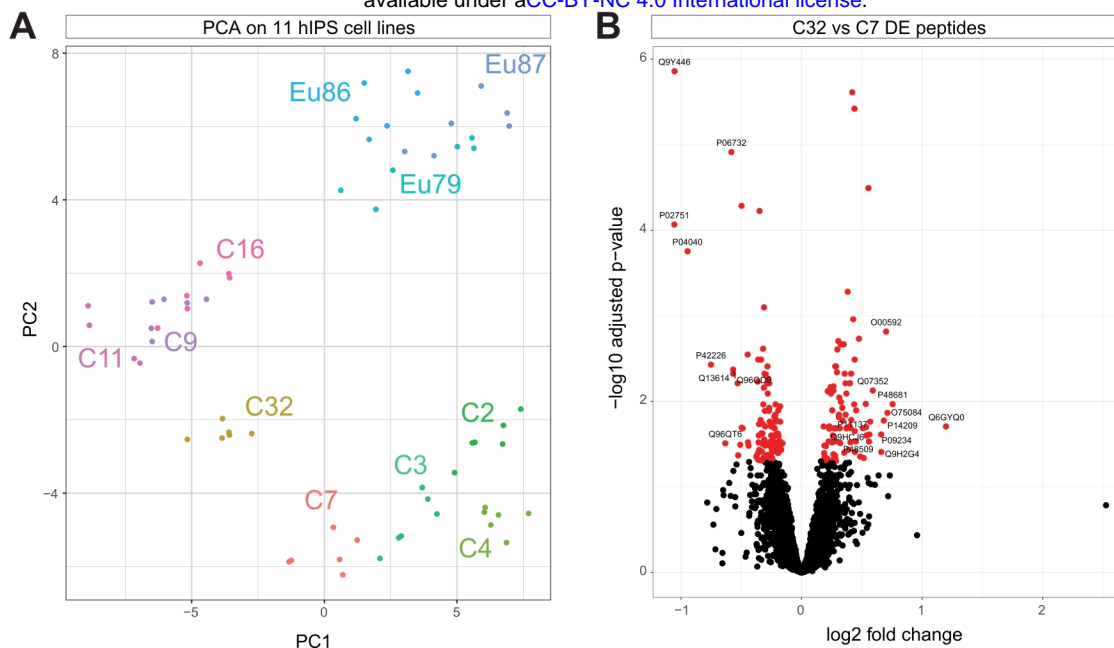 available under aCC-BY-NC 4.0 International license.
A
PCA on 11 hIPS cell lines
8
4
0
−4
PC2
−5
0
5
PC1
Eu87
Eu86
Eu79
C16
C9
C11
C32
C2
C3
C7
C4
B
C32 vs C7 DE peptides
6
4
2
0
−log10 adjusted p−value
−1
0
1
2
log2 fold change
Q9Y446
P06732
P02751
P04040
O00592
P42226
Q13614
Q07352
P48681
O75084
Q6GYQ0
P14209
Q96QT6
Q9HCJ6
P09234
P48509
Q9H2G4